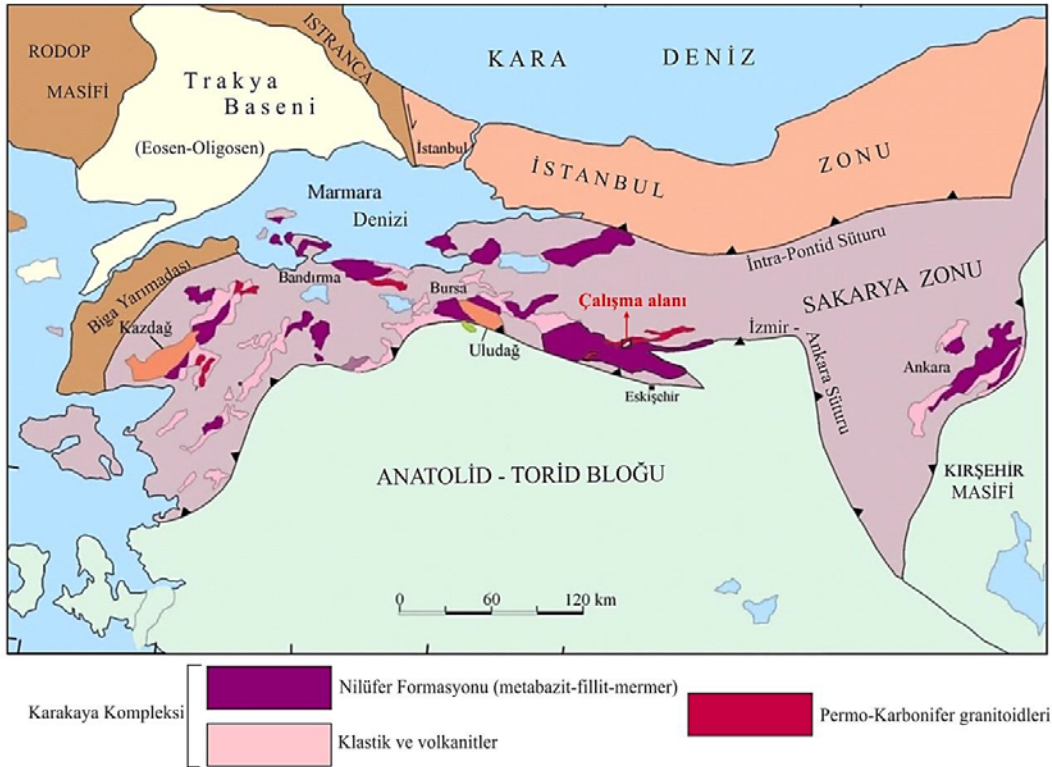 RODOP
MASİFİ
ISTRANCA
Trakya
Baseni
(Eosen-Oligosen)
KARA DENİZ
İstanbul
İSTANBUL ZONU
Marmara
Denizi
İntra-Pontid Süturu
SAKARYA ZONU
Biga Yarımadası
Bandırma
Bursa
Çalışma alanı
Kazdağ
Uludağ
İzmir -
Ankara Süturu
Ankara
Eskişehir
ANATOLİD - TORİD BLOĞU
KIRŞEHİR
MASİFİ
0 60 120 km
Karakaya Kompleksi
Nilüfer Formasyonu (metabazit-fillit-mermer)
Klastik ve volkanitler
Permo-Karbonifer granitoidleri